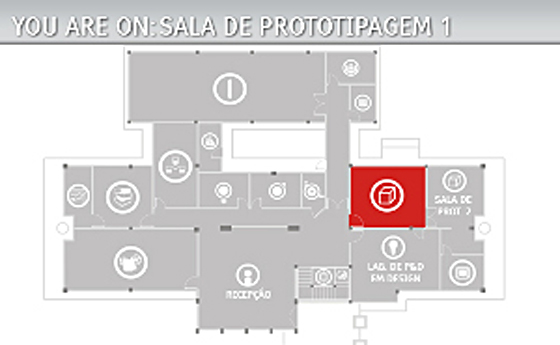 YOU ARE ON: SALA DE PROTOTIPAGEM 1
SALA DE
PROT. 2
LAB. DE P&D
EM DESIGN
RECEPÇÃO